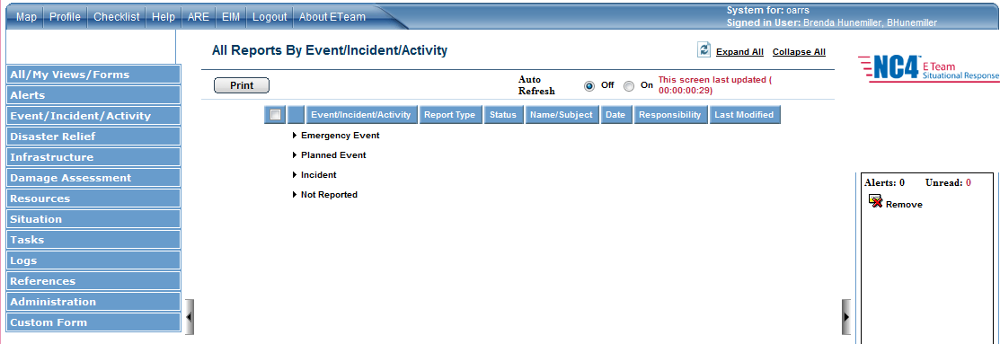 Map Profile Checklist Help ARE EIM Logout About ETeam
System for: oarrs
Signed in User: Brenda Hunemiller, BHunemiller
All Reports By Event/Incident/Activity
Expand All Collapse All
NC4™ E Team
Situational Response
All/My Views/Forms
Alerts
Event/Incident/Activity
Disaster Relief
Infrastructure
Damage Assessment
Resources
Situation
Tasks
Logs
References
Administration
Custom Form
Print
Auto
Refresh
Off On
This screen last updated (
00:00:00:29)
Event/Incident/Activity Report Type Status Name/Subject Date Responsibility Last Modified
Emergency Event
Planned Event
Incident
Not Reported
Alerts: 0 Unread: 0
Remove